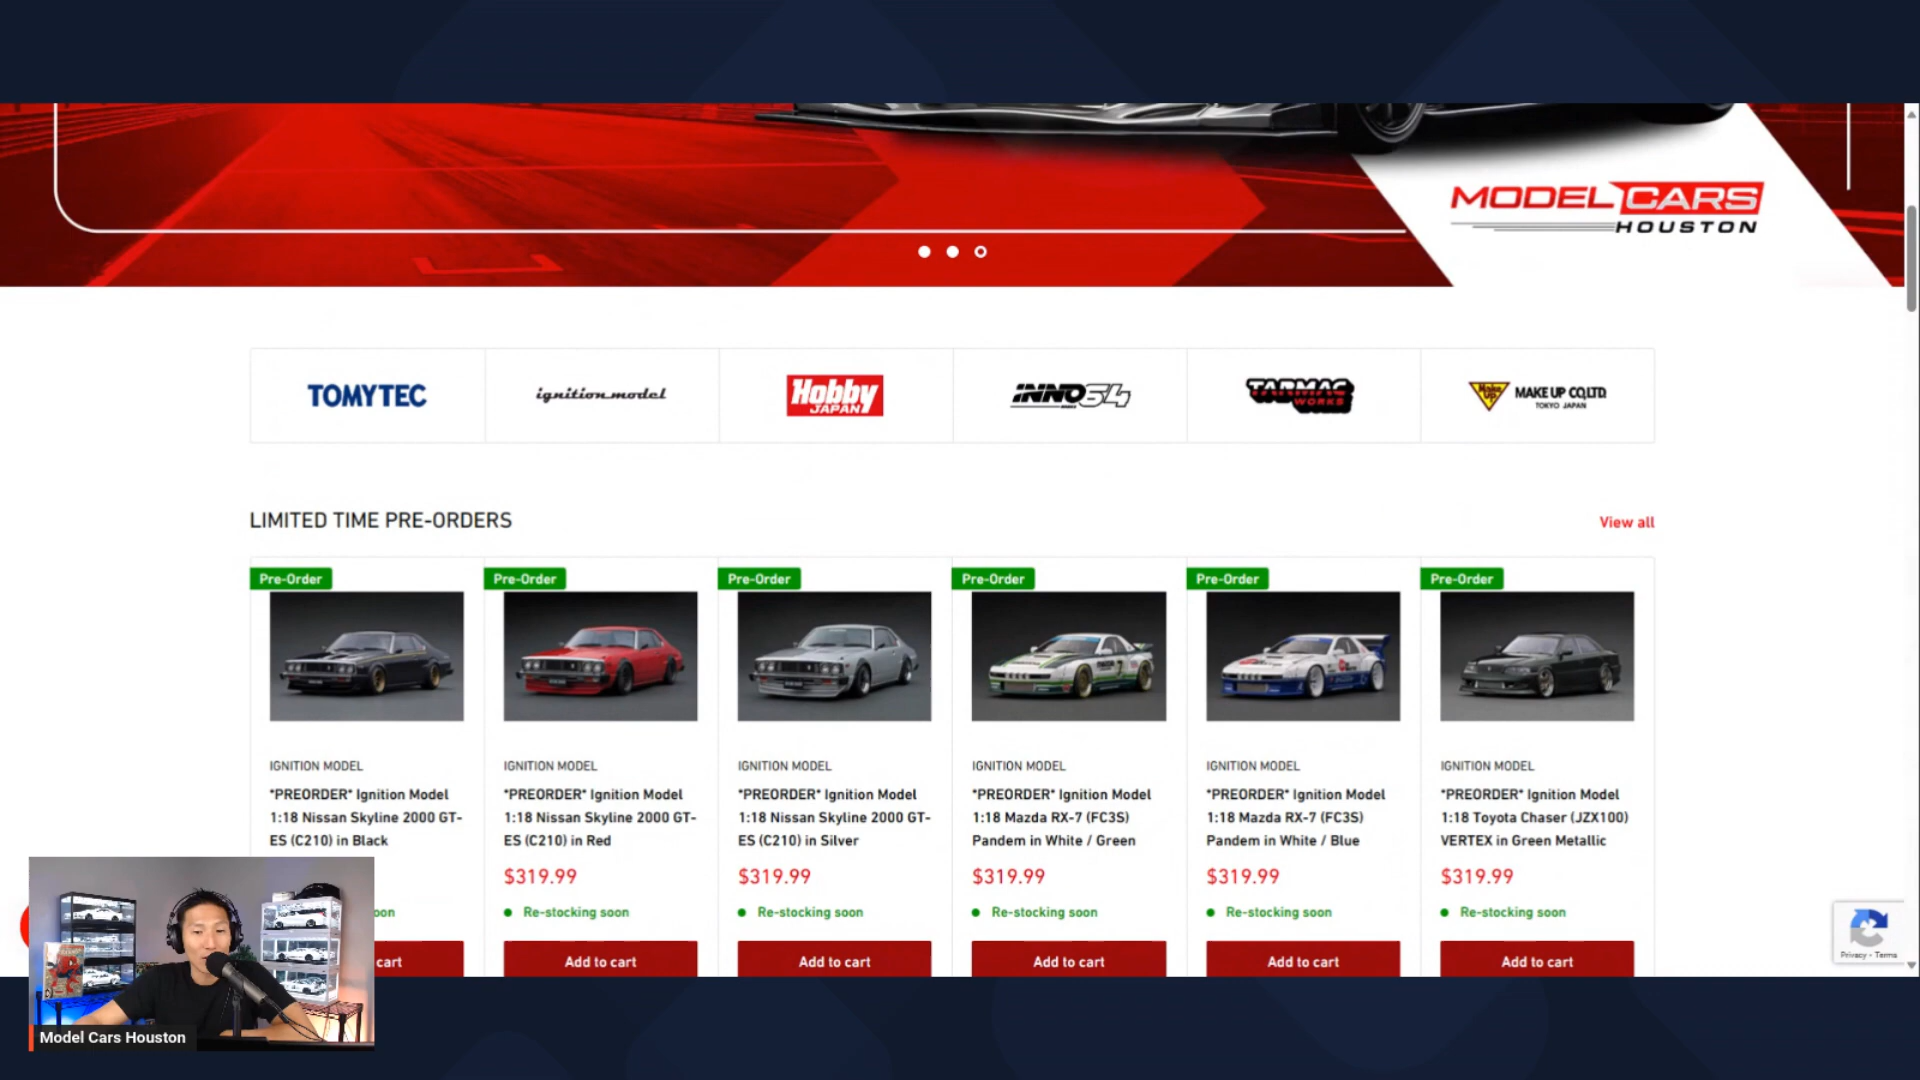 MODEL CARS
HOUSTON
TOMYTEC
ignition model
Hobby
JAPAN
INNO64
TARMAC
WORKS
Make Up
MAKE UP CO.,LTD.
TOKYO JAPAN
LIMITED TIME PRE-ORDERS
View all
Pre-Order
Pre-Order
Pre-Order
Pre-Order
Pre-Order
Pre-Order
IGNITION MODEL
*PREORDER* Ignition Model
1:18 Nissan Skyline 2000 GT-
ES (C210) in Black
oon
cart
IGNITION MODEL
*PREORDER* Ignition Model
1:18 Nissan Skyline 2000 GT-
ES (C210) in Red
$319.99
Re-stocking soon
Add to cart
IGNITION MODEL
*PREORDER* Ignition Model
1:18 Nissan Skyline 2000 GT-
ES (C210) in Silver
$319.99
Re-stocking soon
Add to cart
IGNITION MODEL
*PREORDER* Ignition Model
1:18 Mazda RX-7 (FC3S)
Pandem in White / Green
$319.99
Re-stocking soon
Add to cart
IGNITION MODEL
*PREORDER* Ignition Model
1:18 Mazda RX-7 (FC3S)
Pandem in White / Blue
$319.99
Re-stocking soon
Add to cart
IGNITION MODEL
*PREORDER* Ignition Model
1:18 Toyota Chaser (JZX100)
VERTEX in Green Metallic
$319.99
Re-stocking soon
Add to cart
Privacy - Terms
Model Cars Houston